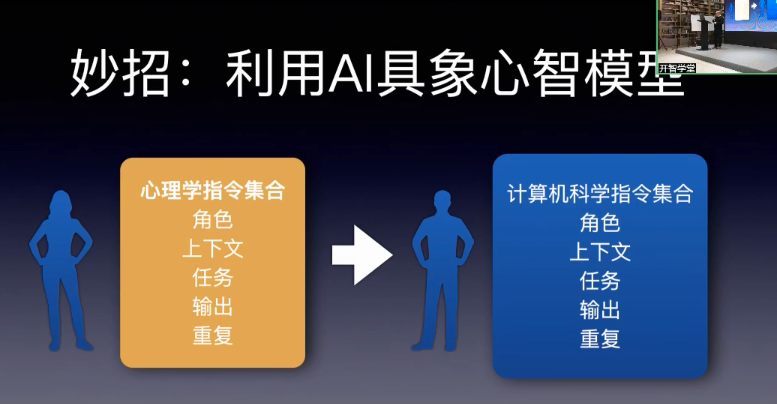 妙招：利用AI具象心智模型
开智学堂
心理学指令集合
角色
上下文
任务
输出
重复
计算机科学指令集合
角色
上下文
任务
输出
重复